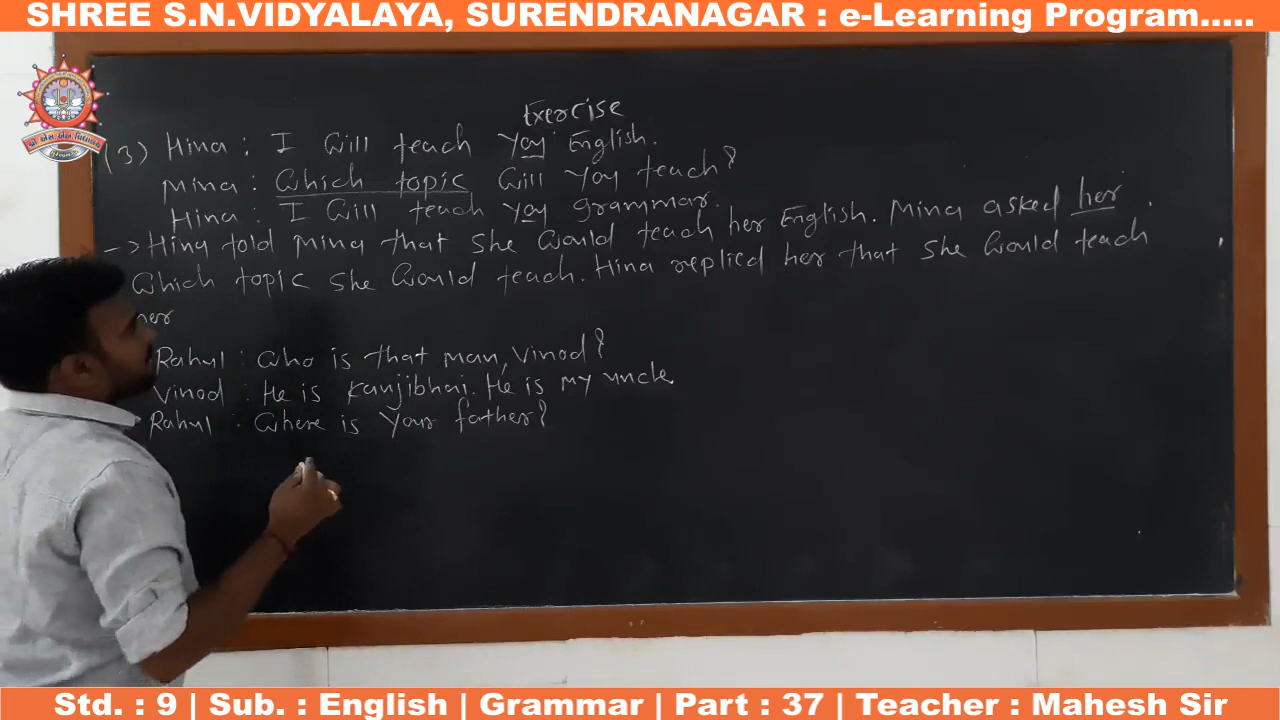 SHREE S.N.VIDYALAYA, SURENDRANAGAR : e-Learning Program.....
Exercise
(3) Hina : I will teach you English.
Mina : Which topic will you teach?
Hina : I will teach you grammar.
-> Hina told Mina that she would teach her English. Mina asked her
which topic she would teach. Hina replied her that she would teach
her
Rahul : Who is that man, Vinod?
Vinod : He is Kanjibhai. He is my uncle.
Rahul : Where is your father?
Std. : 9 | Sub. : English | Grammar | Part : 37 | Teacher : Mahesh Sir